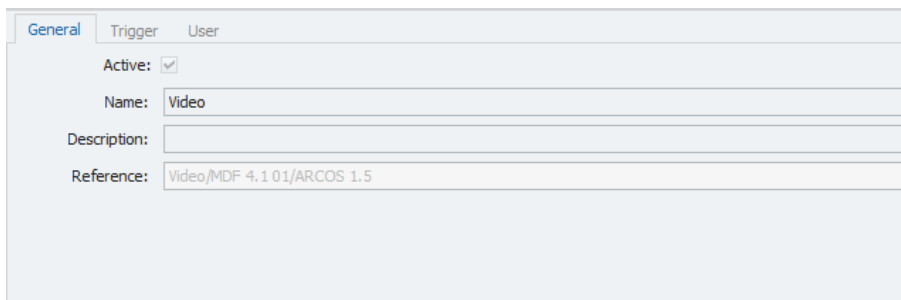 General Trigger User
Active:
Name: Video
Description:
Reference: Video/MDF 4.1 01/ARCOS 1.5